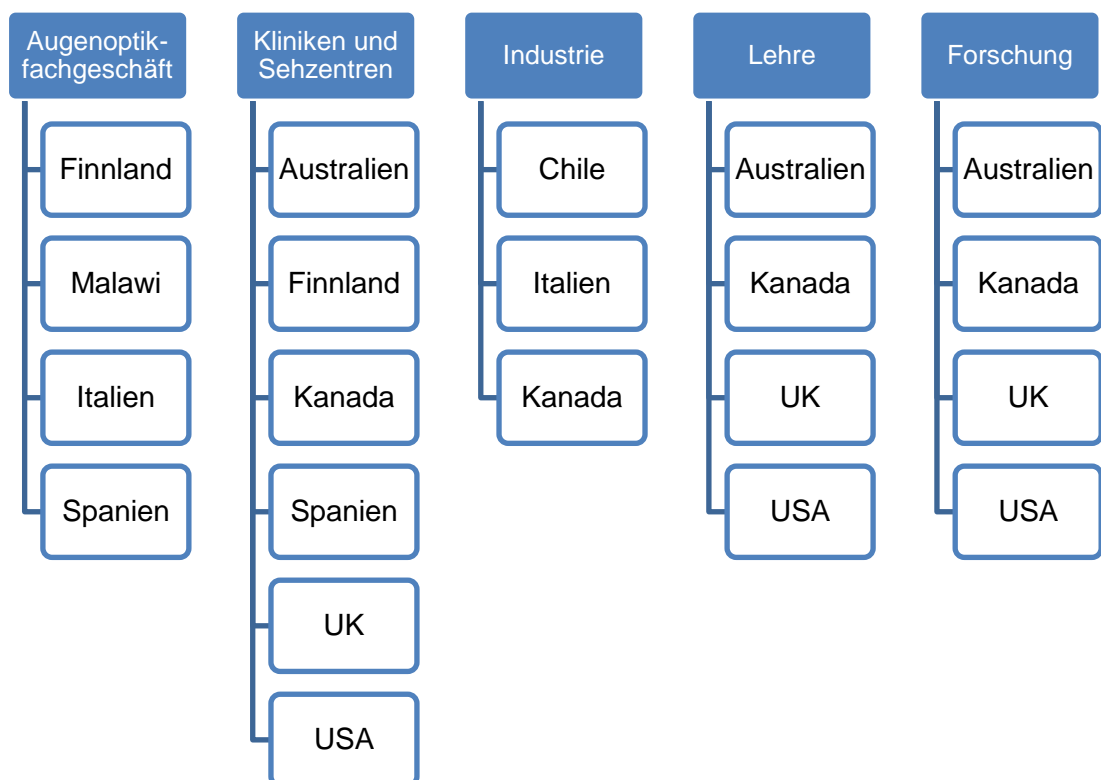 Augenoptik-
fachgeschäft
Finnland
Malawi
Italien
Spanien
Kliniken und
Sehzentren
Australien
Finnland
Kanada
Spanien
UK
USA
Industrie
Chile
Italien
Kanada
Lehre
Australien
Kanada
UK
USA
Forschung
Australien
Kanada
UK
USA